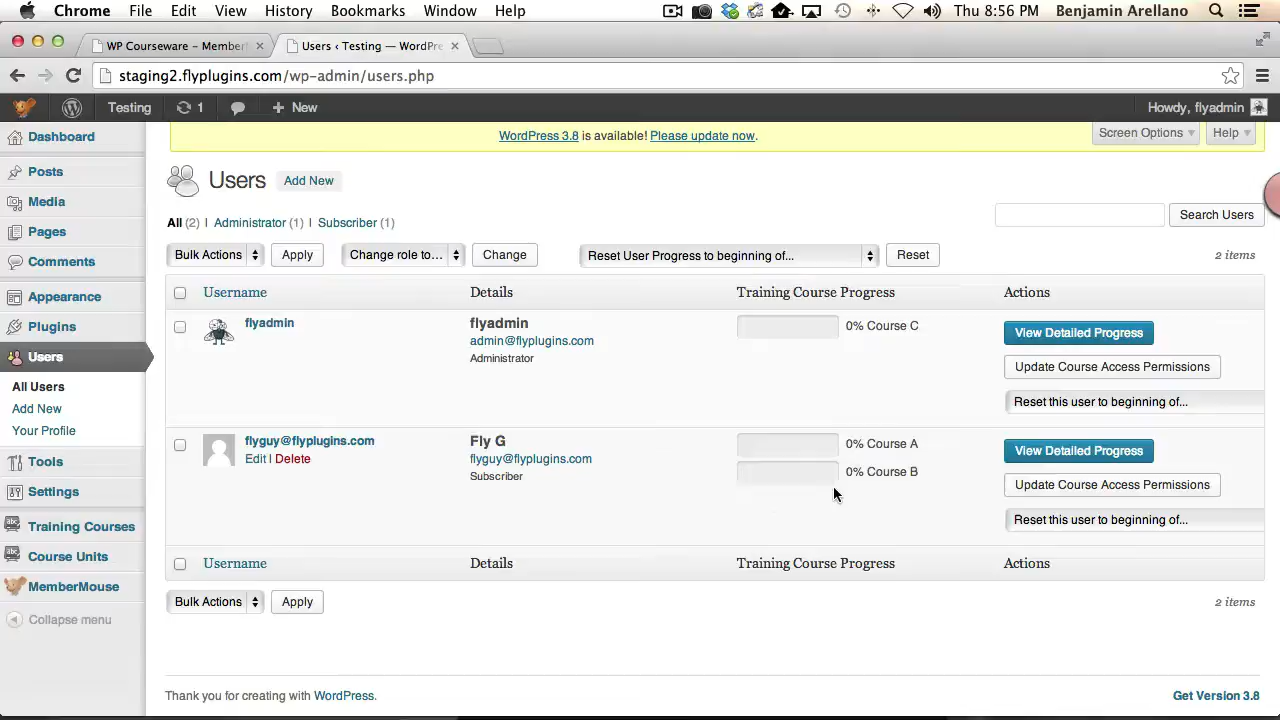 Chrome File Edit View History Bookmarks Window Help Thu 8:56 PM Benjamin Arellano
WP Courseware – Member Users ‹ Testing — WordPre
staging2.flyplugins.com/wp-admin/users.php
Testing 1 New Howdy, flyadmin
WordPress 3.8 is available! Please update now.
Screen Options Help
Dashboard
Posts
Media
Pages
Comments
Appearance
Plugins
Users
All Users
Add New
Your Profile
Tools
Settings
Training Courses
Course Units
MemberMouse
Collapse menu
Users Add New
All (2) | Administrator (1) | Subscriber (1)
Search Users
Bulk Actions Apply Change role to... Change Reset User Progress to beginning of... Reset 2 items
Username Details Training Course Progress Actions
flyadmin
flyadmin
admin@flyplugins.com
Administrator
0% Course C
View Detailed Progress
Update Course Access Permissions
Reset this user to beginning of...
flyguy@flyplugins.com
Edit | Delete
Fly G
flyguy@flyplugins.com
Subscriber
0% Course A
0% Course B
View Detailed Progress
Update Course Access Permissions
Reset this user to beginning of...
Username Details Training Course Progress Actions
Bulk Actions Apply 2 items
Thank you for creating with WordPress. Get Version 3.8